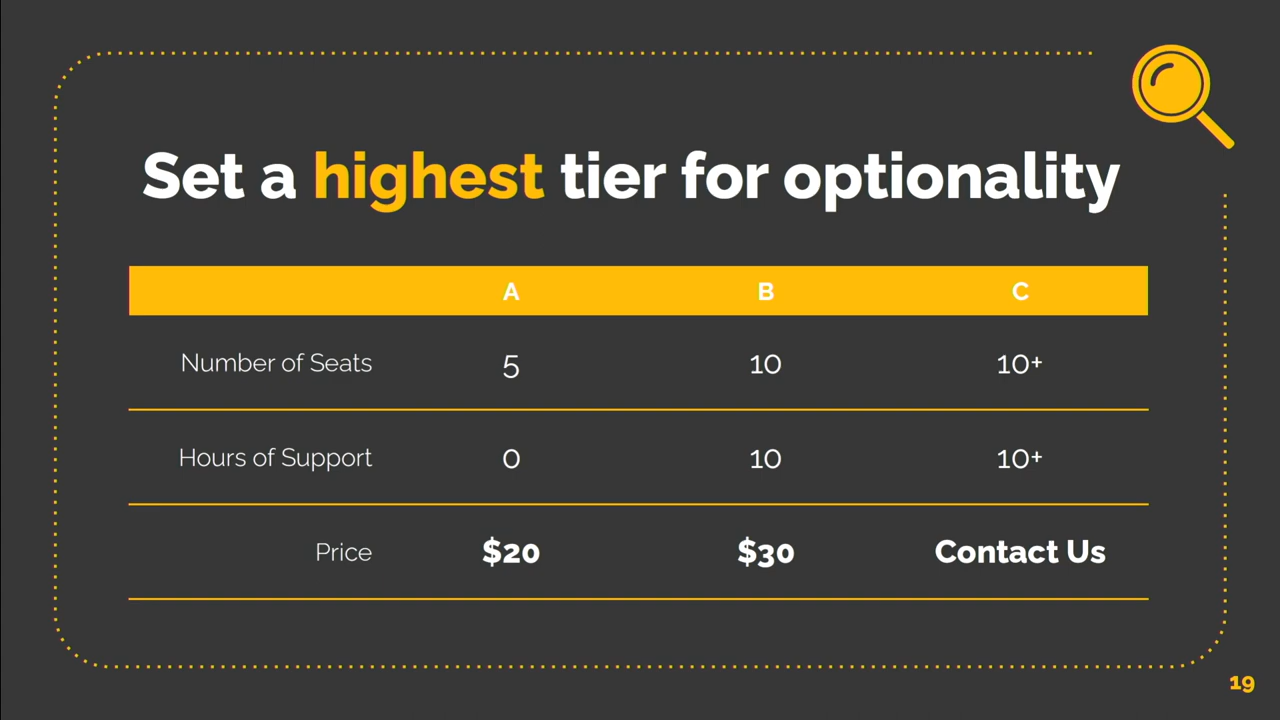 Set a highest tier for optionality
A B C
Number of Seats 5 10 10+
Hours of Support 0 10 10+
Price $20 $30 Contact Us
19